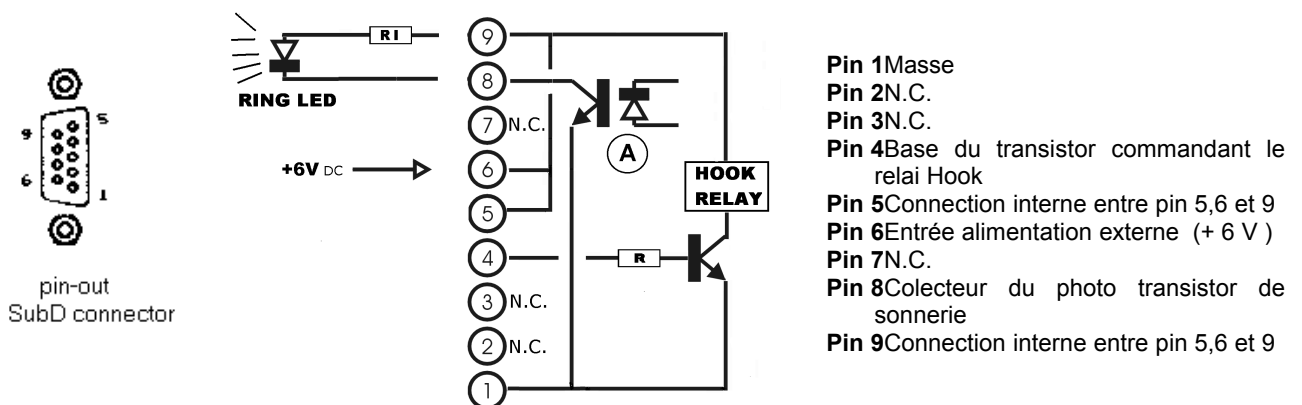 9
5
6
1
pin-out
SubD connector
RING LED
R I
+6V DC
9
8
7 N.C.
6
5
4
3 N.C.
2 N.C.
1
A
HOOK
RELAY
R
Pin 1Masse
Pin 2N.C.
Pin 3N.C.
Pin 4Base du transistor commandant le
relai Hook
Pin 5Connection interne entre pin 5,6 et 9
Pin 6Entrée alimentation externe (+ 6 V )
Pin 7N.C.
Pin 8Colecteur du photo transistor de
sonnerie
Pin 9Connection interne entre pin 5,6 et 9